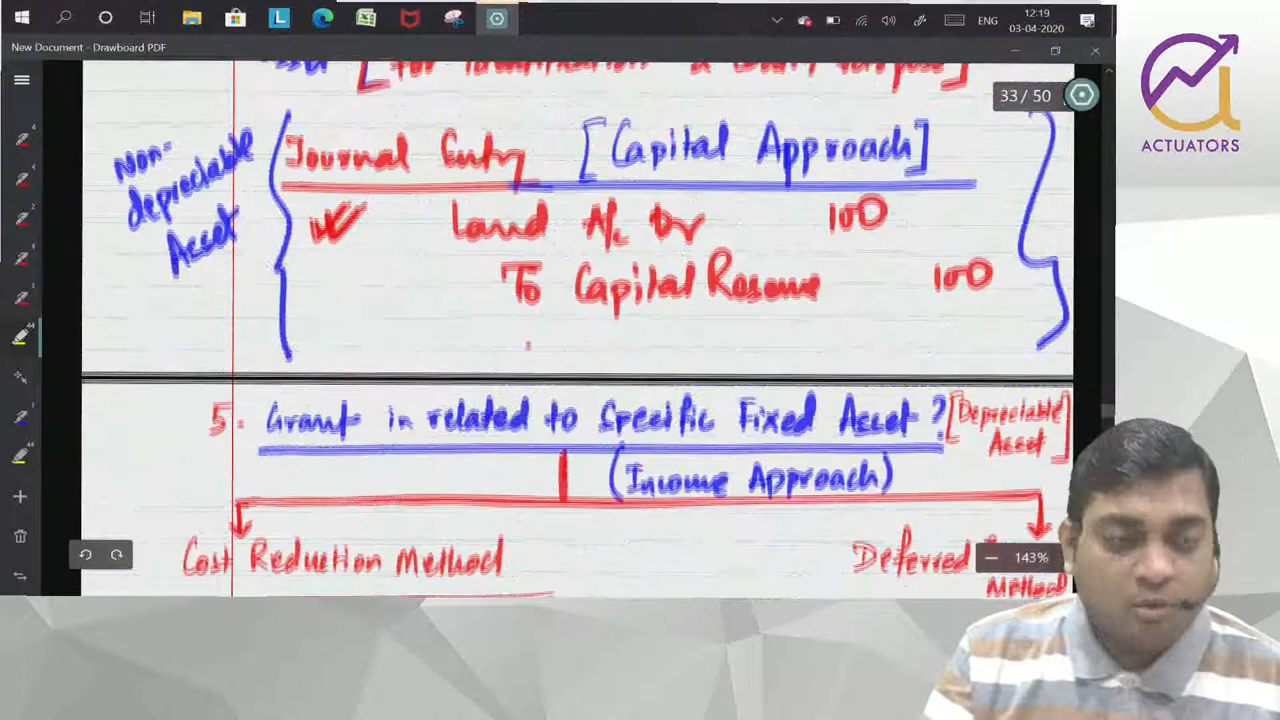 12:19
ENG
03-04-2020
New Document - Drawboard PDF
33 / 50
ACTUATORS
Non-
depreciable
Asset
Journal Entry [Capital Approach]
Land A/c Dr 100
To Capital Reserve 100
5. Grant in related to Specific Fixed Asset? [Depreciable
Asset]
(Income Approach)
Cost Reduction Method
Deferred
Method
143%